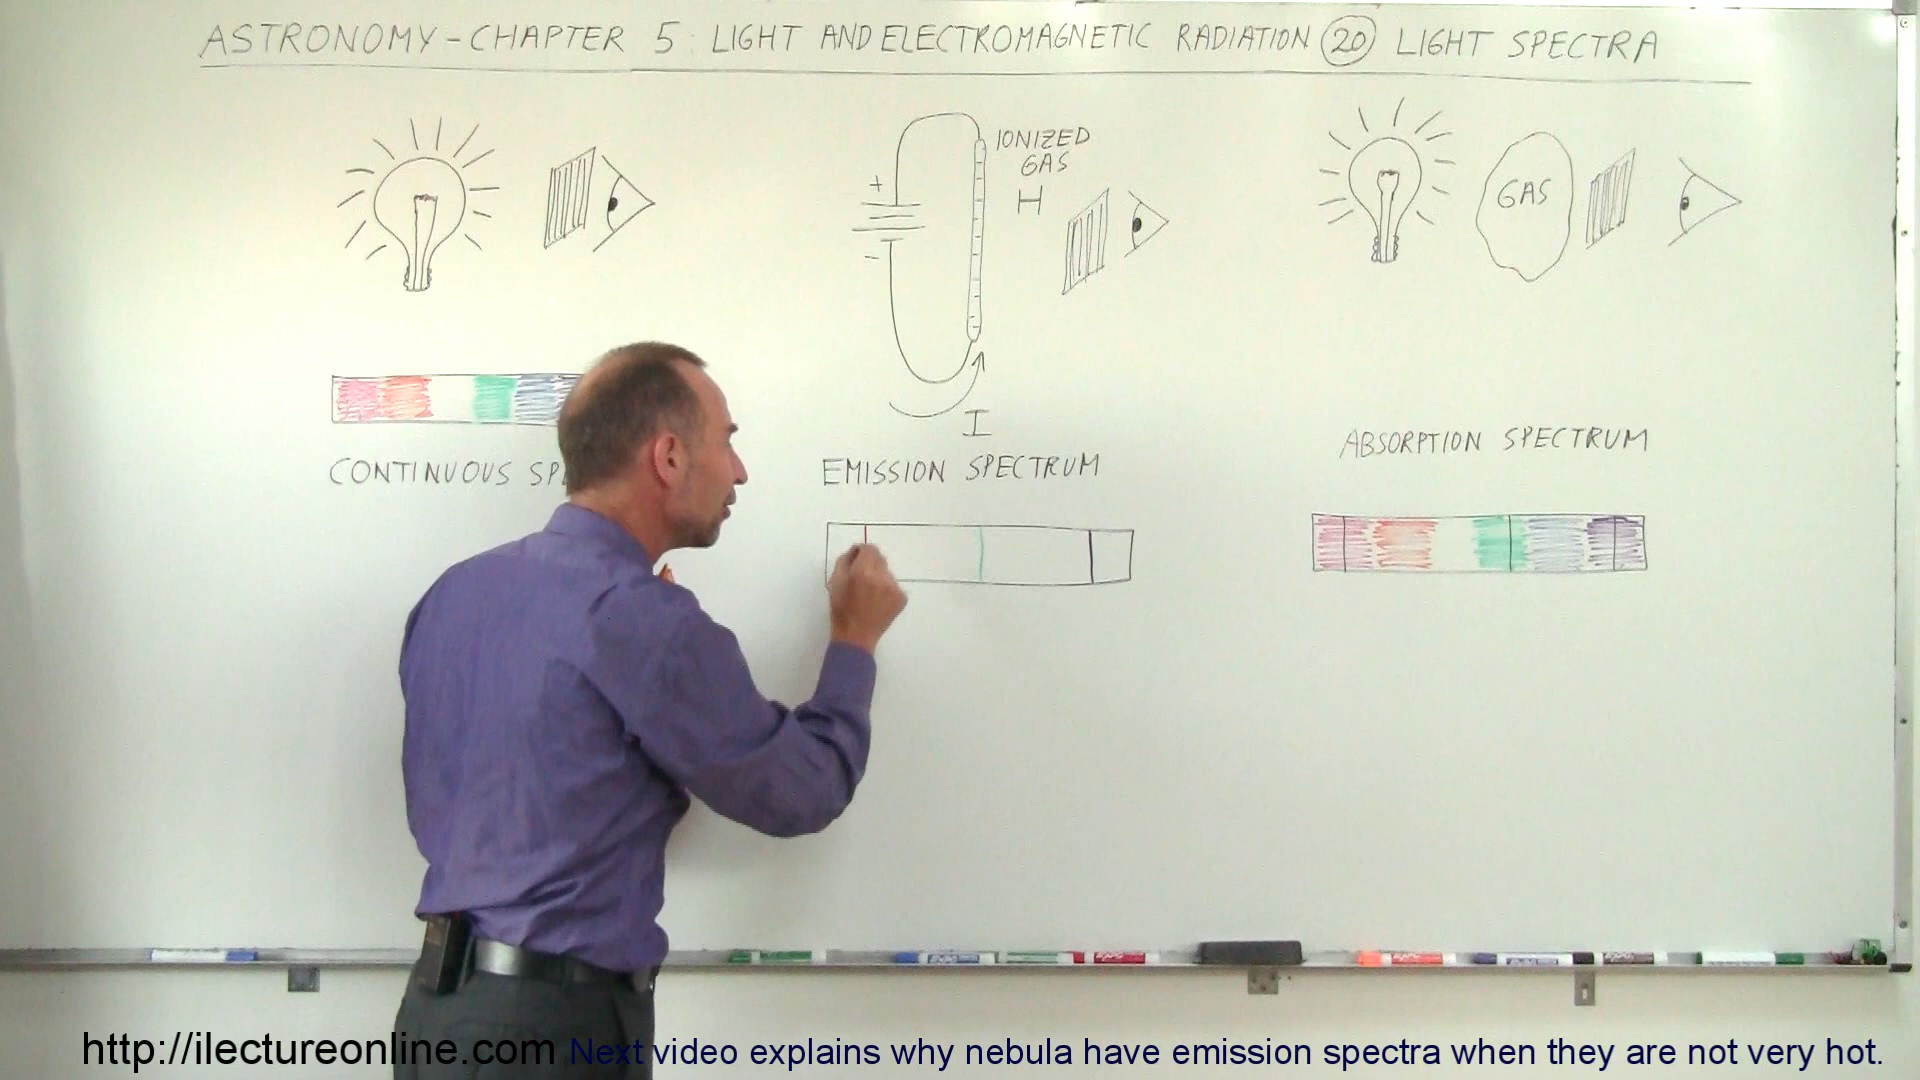 ASTRONOMY - CHAPTER 5: LIGHT AND ELECTROMAGNETIC RADIATION 20 LIGHT SPECTRA
IONIZED
GAS
H
+
-
I
GAS
CONTINUOUS
EMISSION SPECTRUM
ABSORPTION SPECTRUM
http://ilectureonline.com Next video explains why nebula have emission spectra when they are not very hot.